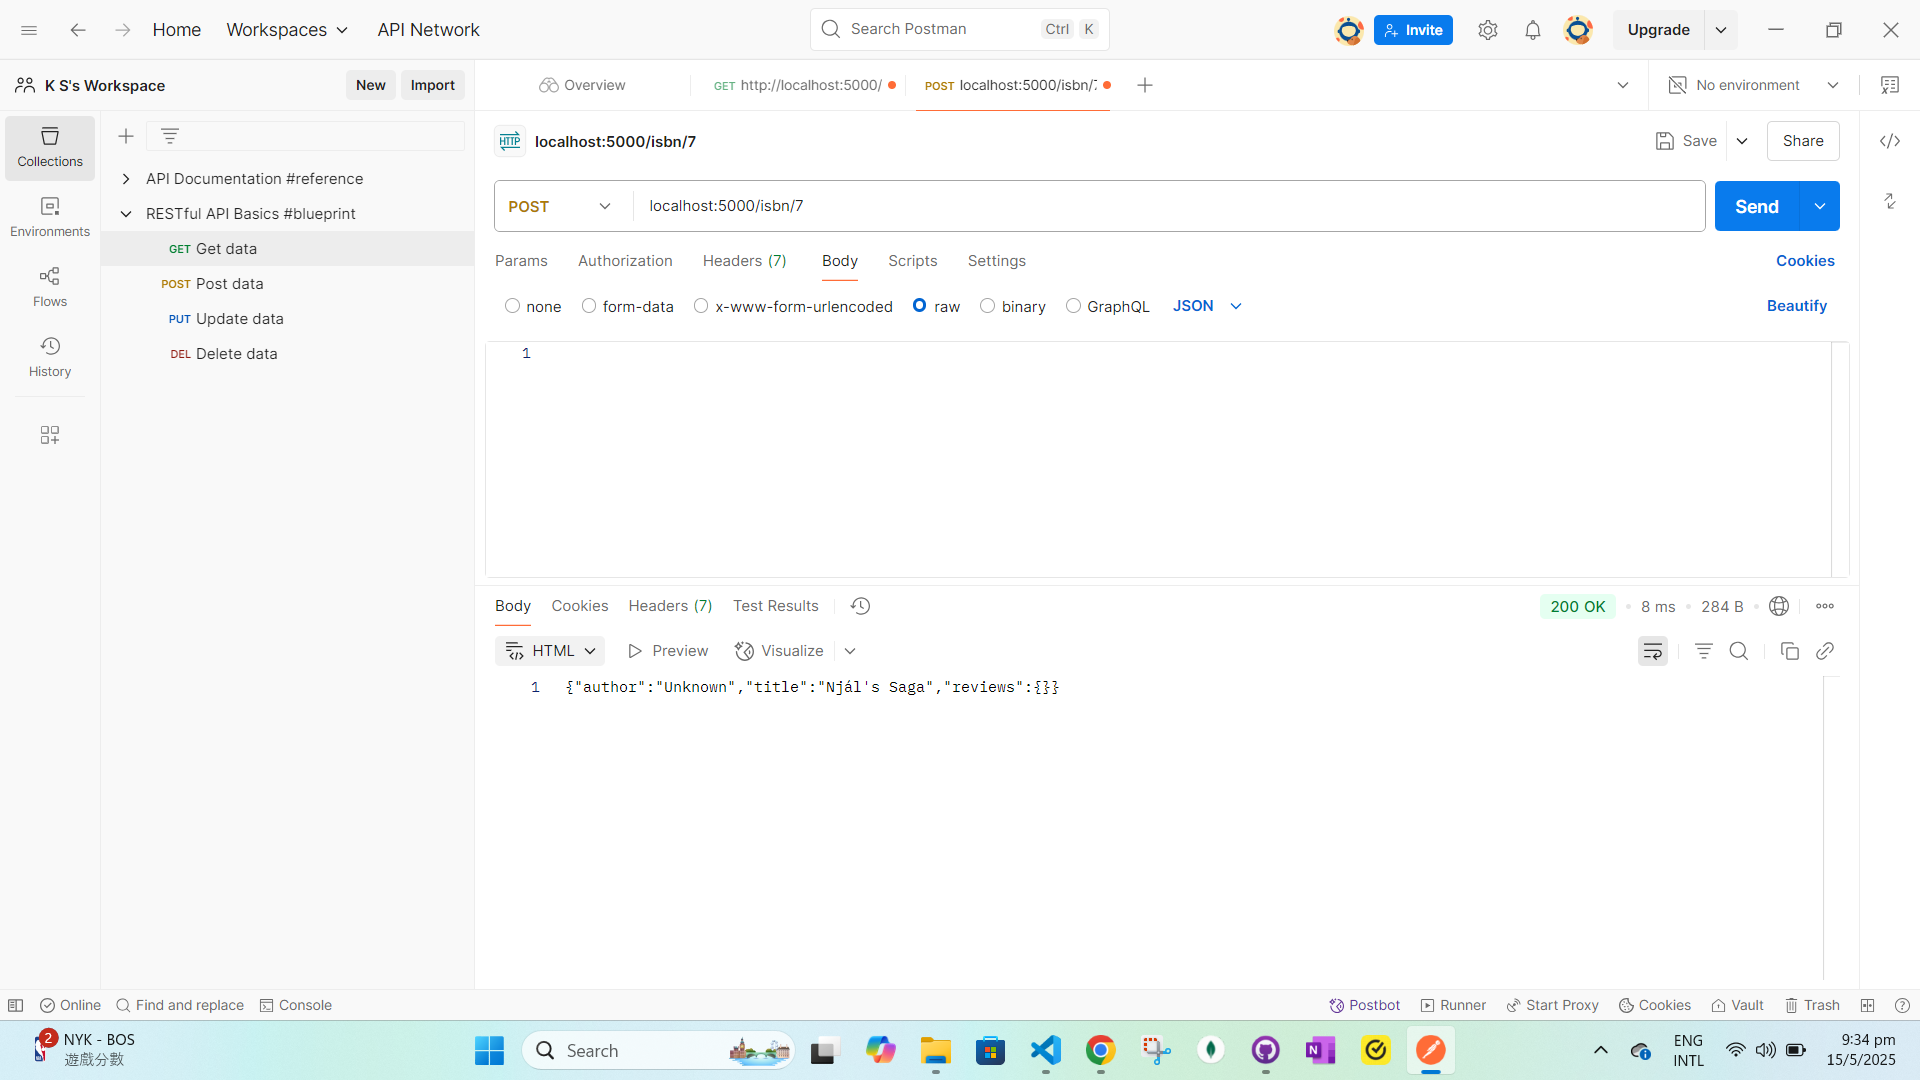 Home
Workspaces
API Network
Search Postman
Ctrl K
Invite
Upgrade
K S's Workspace
New
Import
Overview
GET http://localhost:5000/
POST localhost:5000/isbn/7
No environment
Collections
Environments
Flows
History
API Documentation #reference
RESTful API Basics #blueprint
GET Get data
POST Post data
PUT Update data
DEL Delete data
HTTP localhost:5000/isbn/7
Save
Share
POST
localhost:5000/isbn/7
Send
Params
Authorization
Headers (7)
Body
Scripts
Settings
Cookies
none
form-data
x-www-form-urlencoded
raw
binary
GraphQL
JSON
Beautify
1
Body
Cookies
Headers (7)
Test Results
200 OK
8 ms
284 B
HTML
Preview
Visualize
1 {"author":"Unknown","title":"Njál's Saga","reviews":{}}
Online
Find and replace
Console
Postbot
Runner
Start Proxy
Cookies
Vault
Trash
2
NYK - BOS
遊戲分數
Search
ENG
INTL
9:34 pm
15/5/2025